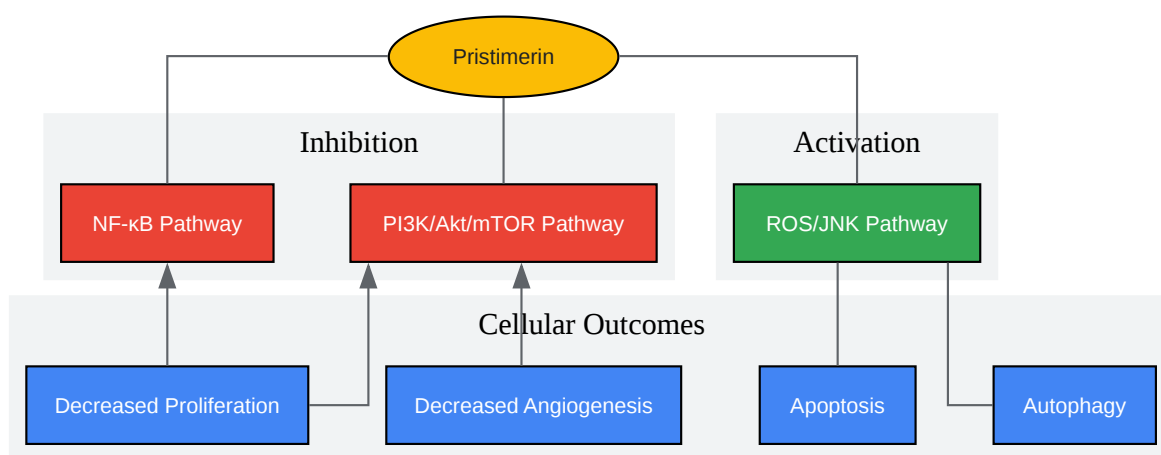 Pristimerin
Inhibition
Activation
NF-κB Pathway
PI3K/Akt/mTOR Pathway
ROS/JNK Pathway
Cellular Outcomes
Decreased Proliferation
Decreased Angiogenesis
Apoptosis
Autophagy